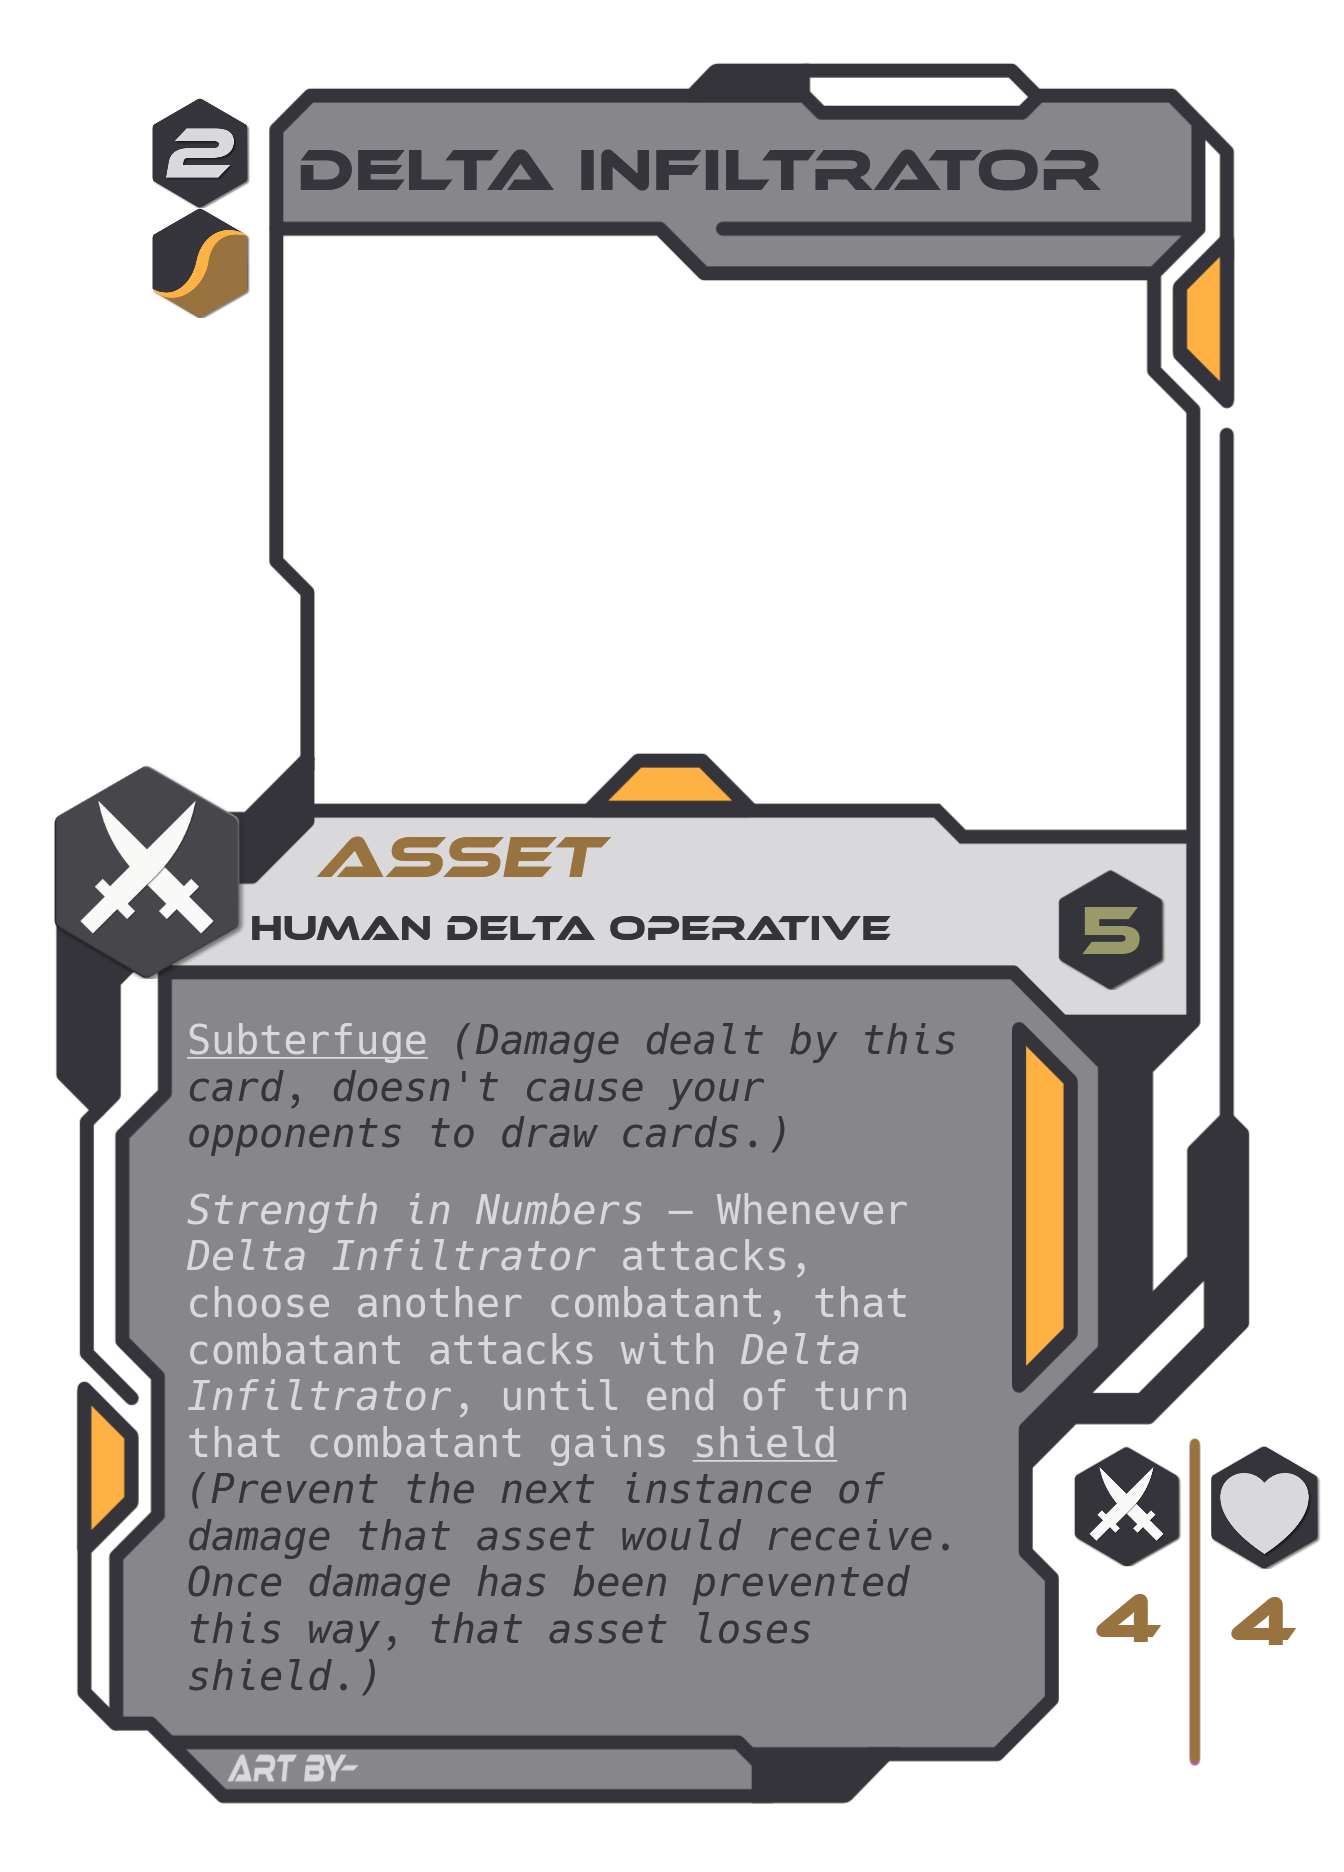 2
DELTA INFILTRATOR
ASSET
HUMAN DELTA OPERATIVE
5
Subterfuge (Damage dealt by this
card, doesn't cause your
opponents to draw cards.)
Strength in Numbers — Whenever
Delta Infiltrator attacks,
choose another combatant, that
combatant attacks with Delta
Infiltrator, until end of turn
that combatant gains shield
(Prevent the next instance of
damage that asset would receive.
Once damage has been prevented
this way, that asset loses
shield.)
4
4
ART BY-